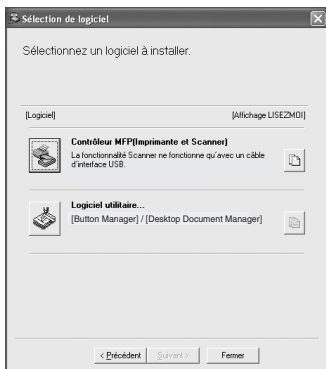 Sélection de logiciel
Sélectionnez un logiciel à installer.
[Logiciel] [Affichage LISEZMOI]
Contrôleur MFP(Imprimante et Scanner)
La fonctionnalité Scanner ne fonctionne qu'avec un câble
d'interface USB.
Logiciel utilitaire...
[Button Manager] / [Desktop Document Manager]
< Précédent Suivant > Fermer